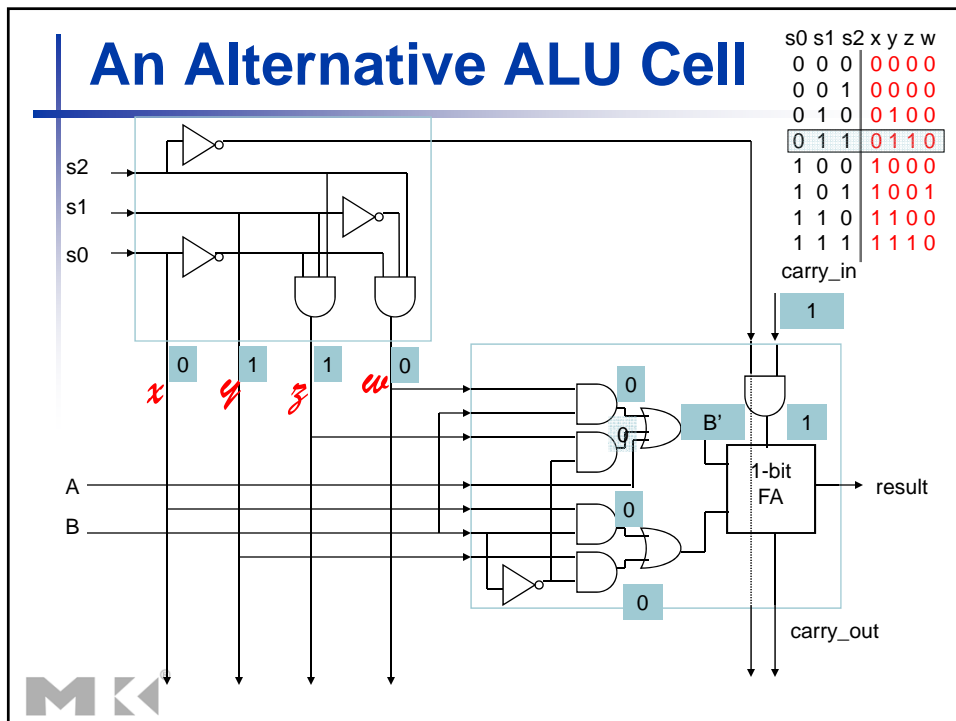 An Alternative ALU Cell
s0 s1 s2 x y z w
0 0 0 0 0 0 0
0 0 1 0 0 0 0
0 1 0 0 1 0 0
0 1 1 0 1 1 0
1 0 0 1 0 0 0
1 0 1 1 0 0 1
1 1 0 1 1 0 0
1 1 1 1 1 1 0
carry_in
1
s2
s1
s0
0 1 1 0
x y z w
0
0
B’
1
A
B
0
0
1-bit
FA
result
carry_out
MK®